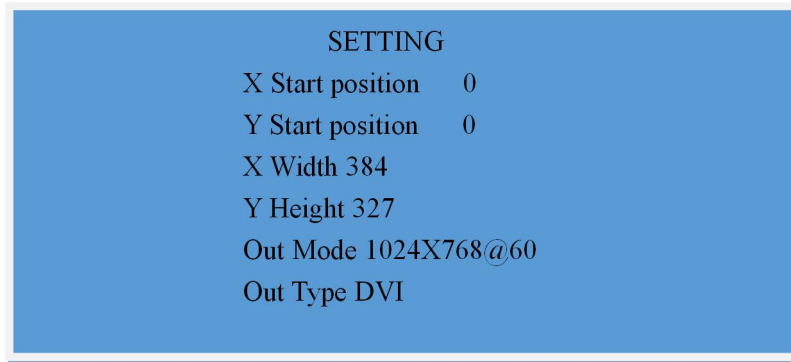 SETTING
X Start position 0
Y Start position 0
X Width 384
Y Height 327
Out Mode 1024X768@60
Out Type DVI